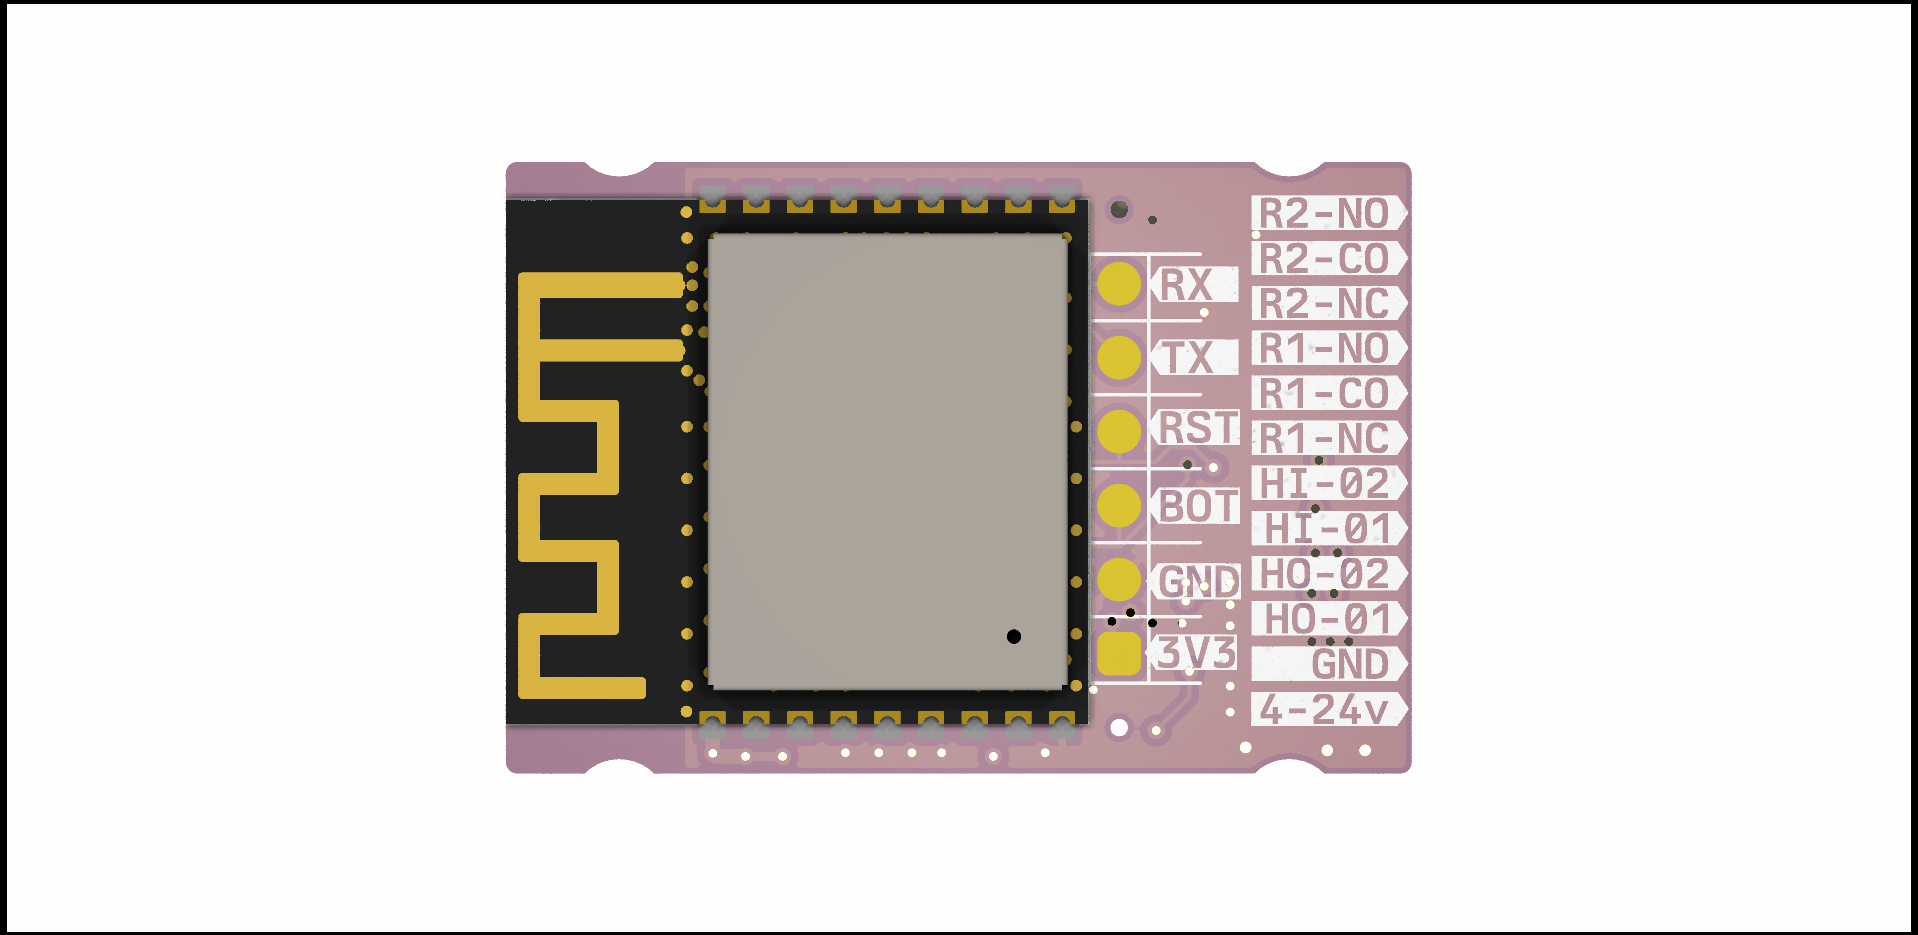 RX
TX
RST
BOT
GND
3V3
R2-NO
R2-CO
R2-NC
R1-NO
R1-CO
R1-NC
HI-02
HI-01
HO-02
HO-01
GND
4-24v